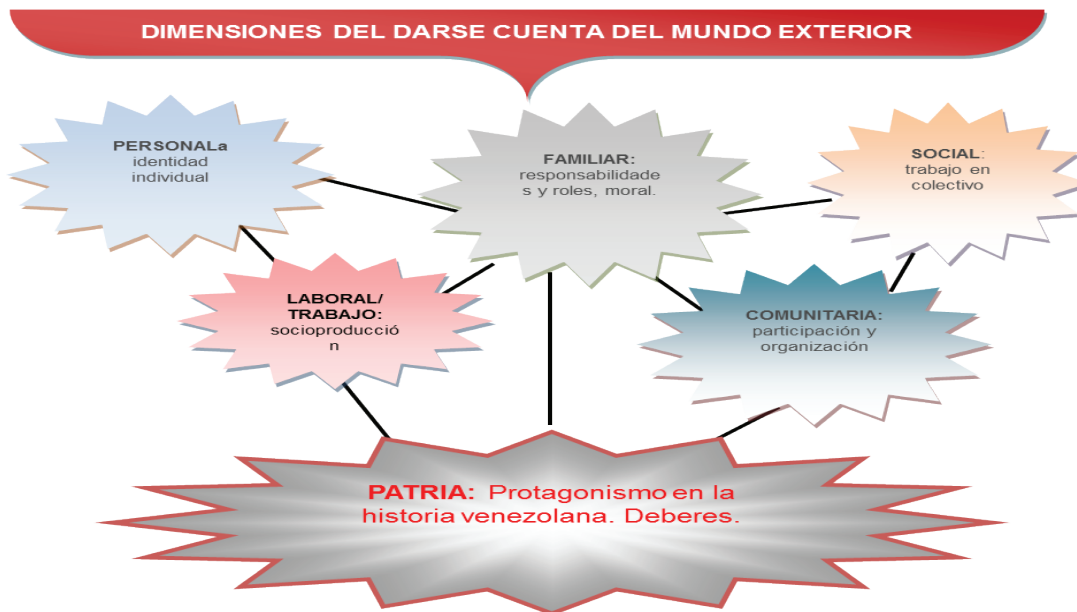 DIMENSIONES DEL DARSE CUENTA DEL MUNDO EXTERIOR
PERSONALa
identidad
individual
FAMILIAR:
responsabilidade
s y roles, moral.
SOCIAL:
trabajo en
colectivo
LABORAL/
TRABAJO:
socioproducció
n
COMUNITARIA:
participación y
organización
PATRIA: Protagonismo en la
historia venezolana. Deberes.